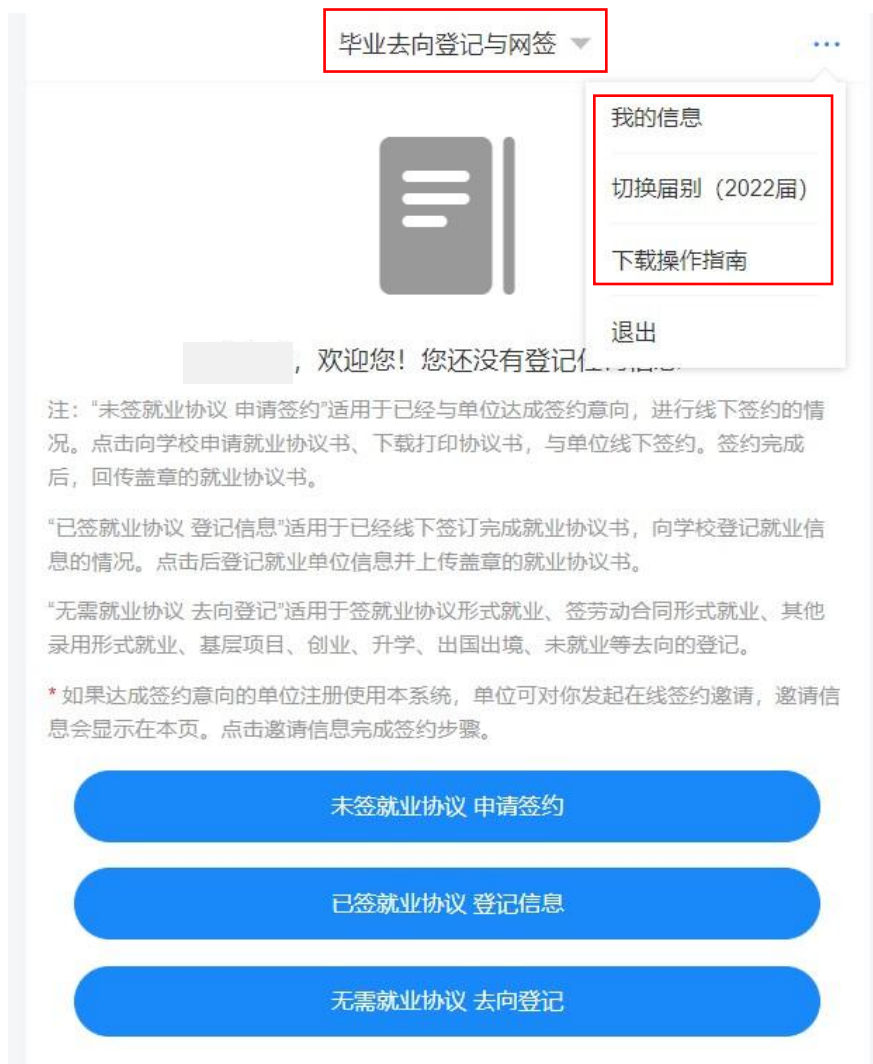 毕业去向登记与网签
我的信息
切换届别（2022届）
下载操作指南
退出
，欢迎您！您还没有登记
注：“未签就业协议 申请签约”适用于已经与单位达成签约意向，进行线下签约的情
况。点击向学校申请就业协议书、下载打印协议书，与单位线下签约。签约完成
后，回传盖章的就业协议书。
“已签就业协议 登记信息”适用于已经线下签订完成就业协议书，向学校登记就业信
息的情况。点击后登记就业单位信息并上传盖章的就业协议书。
“无需就业协议 去向登记”适用于签就业协议形式就业、签劳动合同形式就业、其他
录用形式就业、基层项目、创业、升学、出国出境、未就业等去向的登记。
* 如果达成签约意向的单位注册使用本系统，单位可对你发起在线签约邀请，邀请信
息会显示在本页。点击邀请信息完成签约步骤。
未签就业协议 申请签约
已签就业协议 登记信息
无需就业协议 去向登记